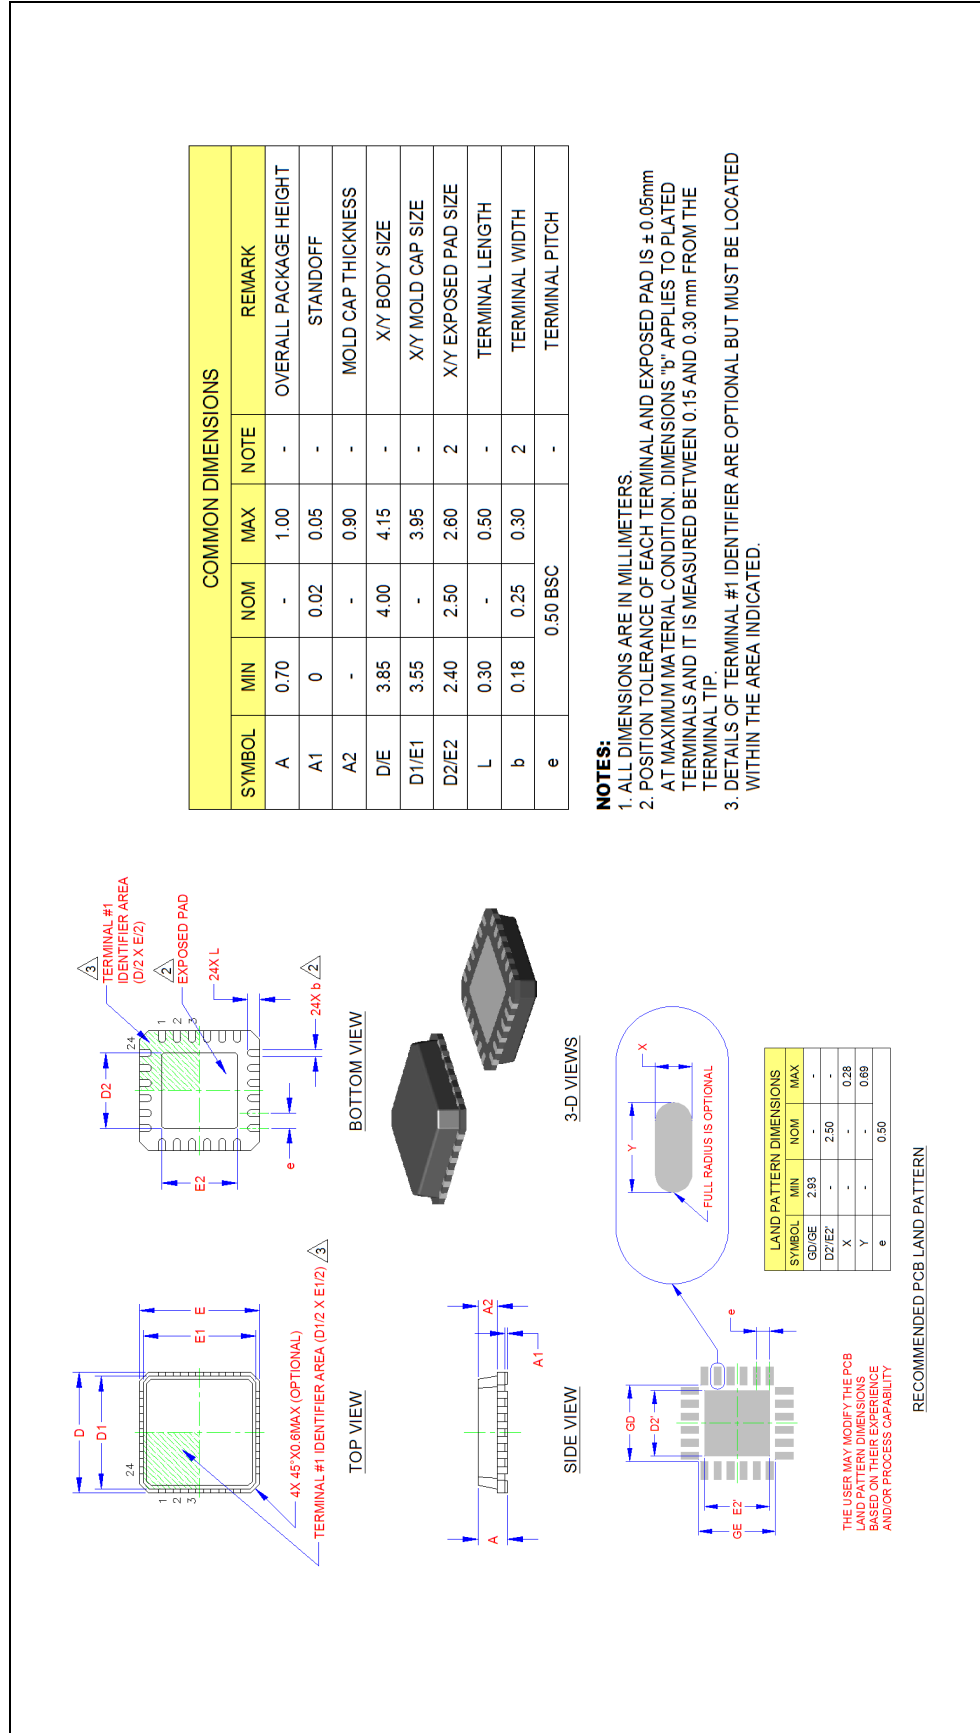 D
D1
24
1
2
3
E1
E
4X 45°X0.6MAX (OPTIONAL)
TERMINAL #1 IDENTIFIER AREA (D1/2 X E1/2) 3
TOP VIEW
D2
24
1
2
3
E2
e
3
TERMINAL #1
IDENTIFIER AREA
(D/2 X E/2)
2
EXPOSED PAD
24X L
24X b 2
BOTTOM VIEW
A
A2
A1
SIDE VIEW
3-D VIEWS
GD
D2'
GE E2'
e
Y
X
FULL RADIUS IS OPTIONAL
THE USER MAY MODIFY THE PCB
LAND PATTERN DIMENSIONS
BASED ON THEIR EXPERIENCE
AND/OR PROCESS CAPABILITY
LAND PATTERN DIMENSIONS
SYMBOL MIN NOM MAX
GD/GE 2.93 - -
D2'/E2' - 2.50 -
X - - 0.28
Y - - 0.69
e 0.50
RECOMMENDED PCB LAND PATTERN
COMMON DIMENSIONS
SYMBOL MIN NOM MAX NOTE REMARK
A 0.70 - 1.00 - OVERALL PACKAGE HEIGHT
A1 0 0.02 0.05 - STANDOFF
A2 - - 0.90 - MOLD CAP THICKNESS
D/E 3.85 4.00 4.15 - X/Y BODY SIZE
D1/E1 3.55 - 3.95 - X/Y MOLD CAP SIZE
D2/E2 2.40 2.50 2.60 2 X/Y EXPOSED PAD SIZE
L 0.30 - 0.50 - TERMINAL LENGTH
b 0.18 0.25 0.30 2 TERMINAL WIDTH
e 0.50 BSC - TERMINAL PITCH
NOTES:
1. ALL DIMENSIONS ARE IN MILLIMETERS.
2. POSITION TOLERANCE OF EACH TERMINAL AND EXPOSED PAD IS ± 0.05mm
AT MAXIMUM MATERIAL CONDITION. DIMENSIONS "b" APPLIES TO PLATED
TERMINALS AND IT IS MEASURED BETWEEN 0.15 AND 0.30 mm FROM THE
TERMINAL TIP.
3. DETAILS OF TERMINAL #1 IDENTIFIER ARE OPTIONAL BUT MUST BE LOCATED
WITHIN THE AREA INDICATED.